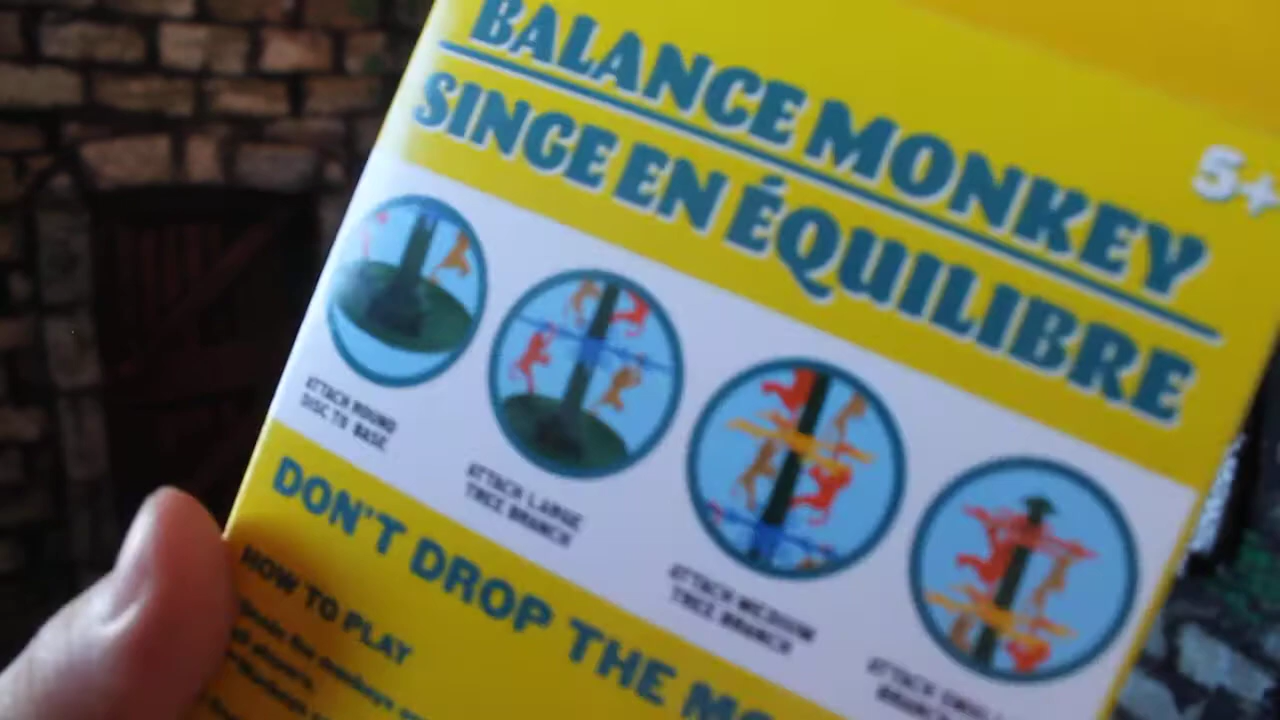 BALANCE MONKEY
SINGE EN ÉQUILIBRE
5+
ATTACH ROUND
DISC TO BASE
ATTACH LARGE
TREE BRANCH
ATTACH MEDIUM
TREE BRANCH
ATTACH
DON'T DROP THE
HOW TO PLAY